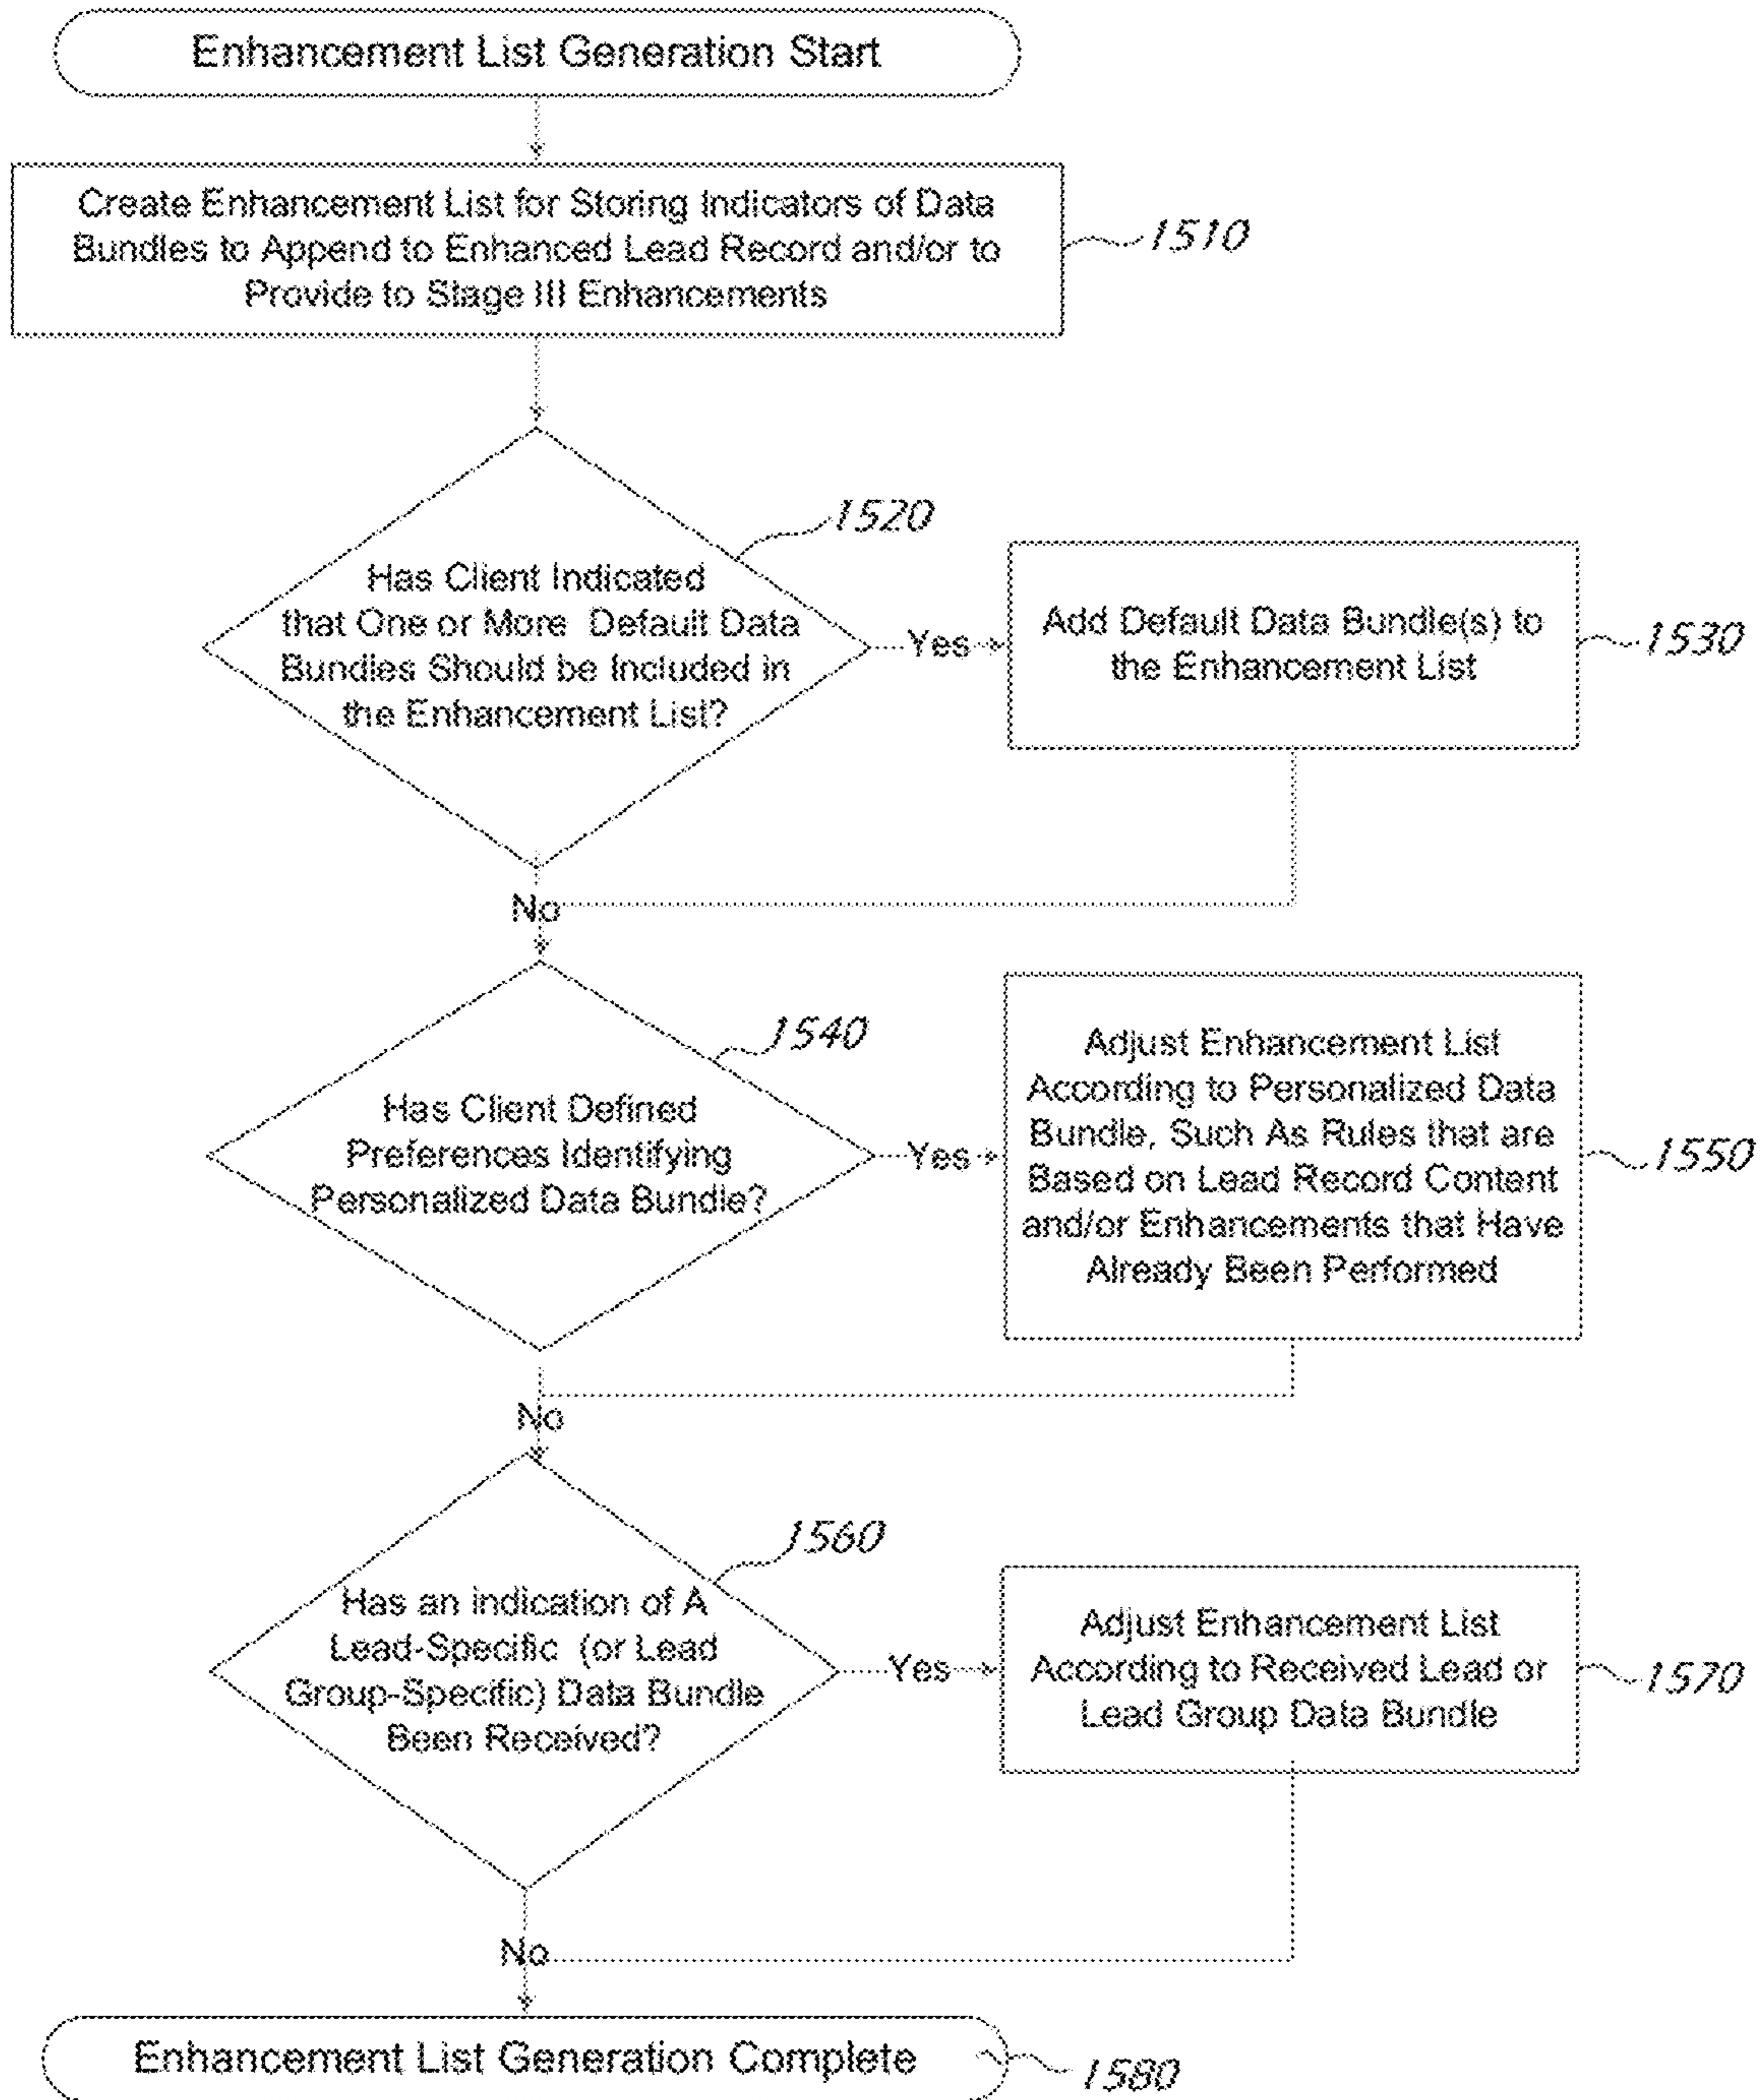 Enhancement List Generation Start
Create Enhancement List for Storing Indicators of Data
Bundles to Append to Enhanced Lead Record and/or to
Provide to Stage III Enhancements
1510
1520
Has Client Indicated
that One or More Default Data
Bundles Should be Included in
the Enhancement List?
Yes
Add Default Data Bundle(s) to
the Enhancement List
1530
No
1540
Has Client Defined
Preferences Identifying
Personalized Data Bundle?
Yes
Adjust Enhancement List
According to Personalized Data
Bundle, Such As Rules that are
Based on Lead Record Content
and/or Enhancements that Have
Already Been Performed
1550
No
1560
Has an indication of A
Lead-Specific (or Lead
Group-Specific) Data Bundle
Been Received?
Yes
Adjust Enhancement List
According to Received Lead or
Lead Group Data Bundle
1570
No
Enhancement List Generation Complete
1580